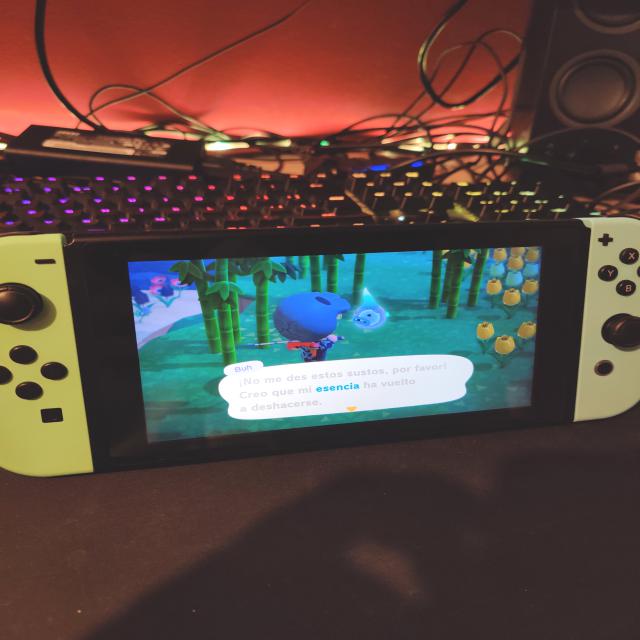 Buh
¡No me des estos sustos, por favor!
Creo que mi esencia ha vuelto
a deshacerse.
X
Y
B